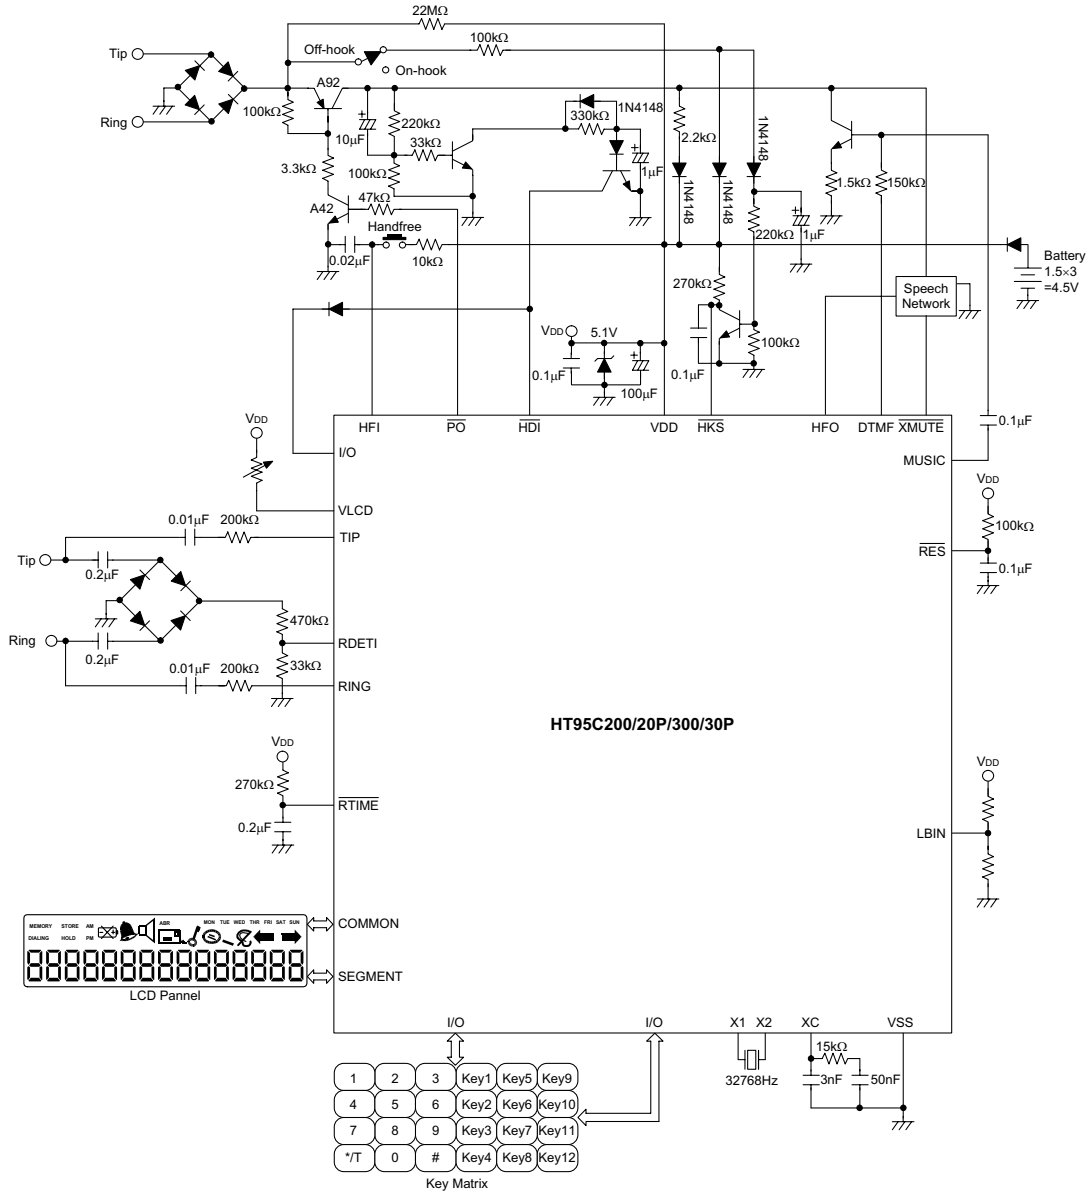 22MΩ
Off-hook
100kΩ
Tip
On-hook
A92
1N4148
100kΩ
330kΩ
Ring
10µF
220kΩ
2.2kΩ
1N4148
33kΩ
3.3kΩ
100kΩ
1µF
1.5kΩ
150kΩ
47kΩ
1N4148
1N4148
A42
Handfree
220kΩ
1µF
0.02µF
10kΩ
Battery
1.5×3
=4.5V
270kΩ
Speech
Network
VDD
5.1V
100kΩ
0.1µF
100µF
0.1µF
HFI
PO
HDI
VDD
HKS
HFO
DTMF
XMUTE
0.1µF
VDD
I/O
MUSIC
VDD
VLCD
0.01µF
200kΩ
TIP
100kΩ
RES
Tip
0.2µF
0.1µF
470kΩ
Ring
RDETI
0.2µF
33kΩ
0.01µF
200kΩ
RING
HT95C200/20P/300/30P
VDD
VDD
270kΩ
RTIME
0.2µF
LBIN
MEMORY STORE AM ABR MON TUE WED THR FRI SAT SUN
DIALING HOLD PM
COMMON
8888888888888888
SEGMENT
LCD Pannel
I/O
I/O
X1 X2
XC
VSS
15kΩ
32768Hz
3nF
50nF
1 2 3 Key1 Key5 Key9
4 5 6 Key2 Key6 Key10
7 8 9 Key3 Key7 Key11
*/T 0 # Key4 Key8 Key12
Key Matrix